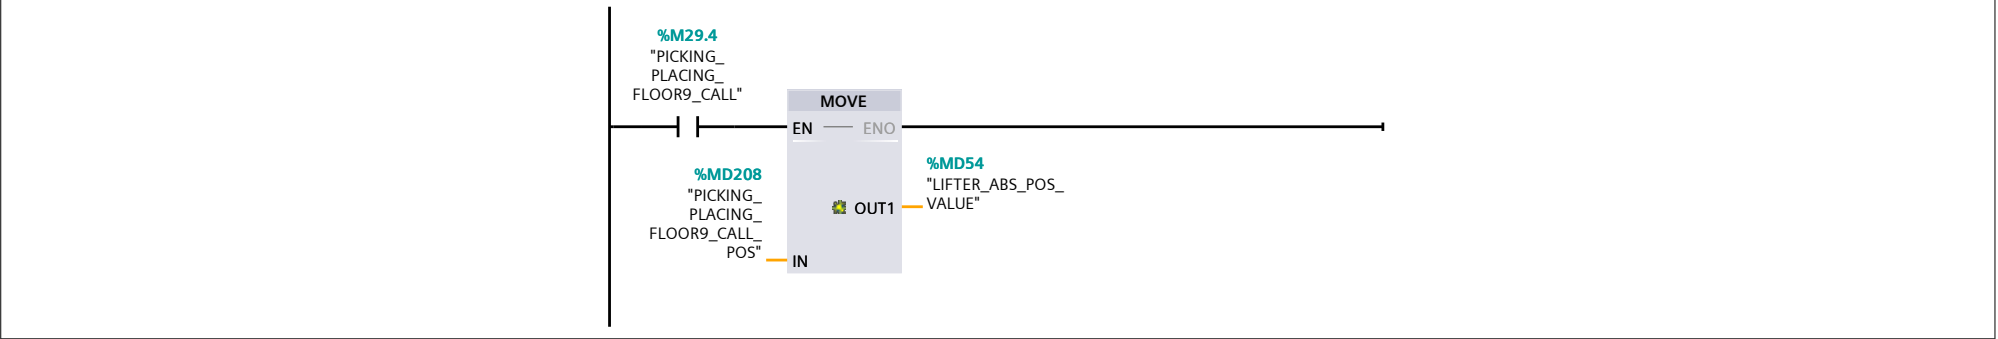 %M29.4
"PICKING_
PLACING_
FLOOR9_CALL"
MOVE
EN
ENO
%MD208
"PICKING_
PLACING_
FLOOR9_CALL_
POS"
IN
OUT1
%MD54
"LIFTER_ABS_POS_
VALUE"